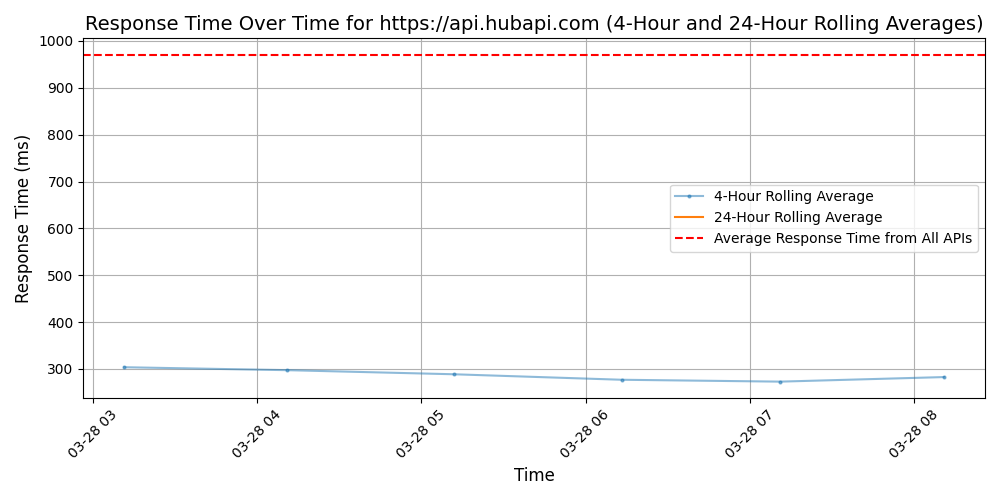 Response Time Over Time for https://api.hubapi.com (4-Hour and 24-Hour Rolling Averages)
Response Time (ms)
1000
900
800
700
600
500
400
300
4-Hour Rolling Average
24-Hour Rolling Average
Average Response Time from All APIs
03-28 03
03-28 04
03-28 05
03-28 06
03-28 07
03-28 08
Time